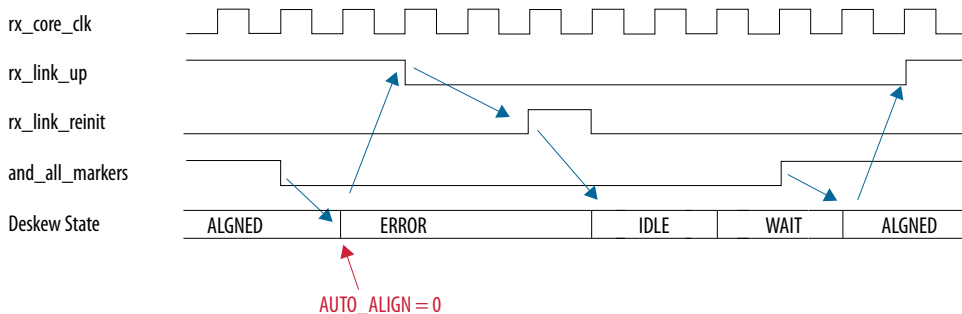 rx_core_clk
rx_link_up
rx_link_reinit
and_all_markers
Deskew State ALGNED ERROR IDLE WAIT ALGNED
AUTO_ALIGN = 0